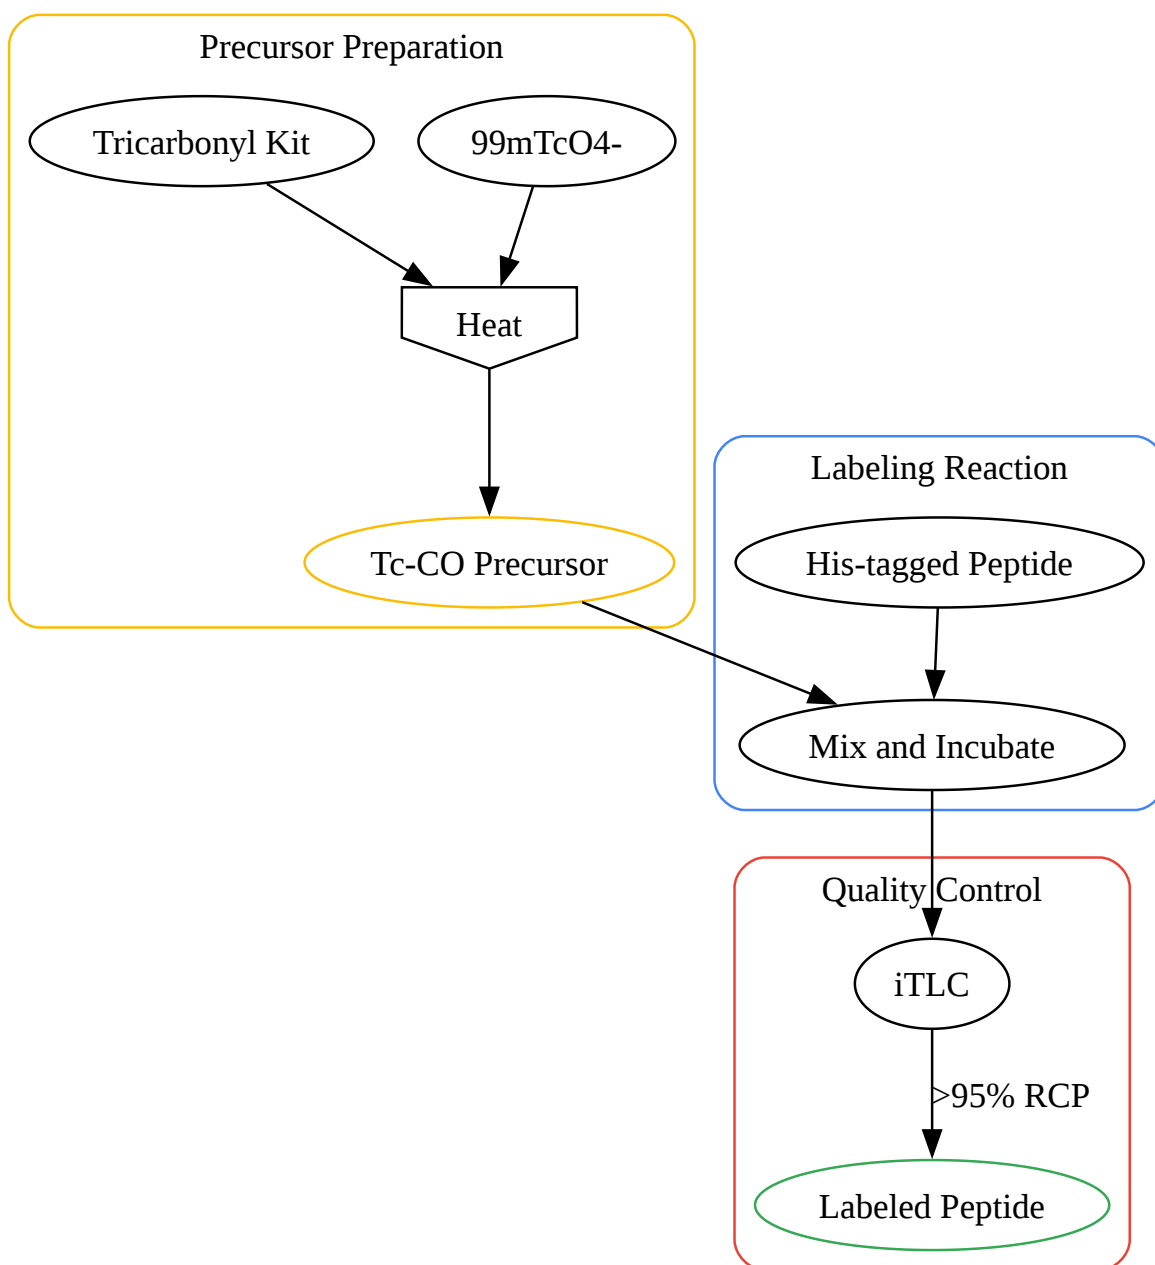 Precursor Preparation
Tricarbonyl Kit
99mTcO4-
Heat
Tc-CO Precursor
Labeling Reaction
His-tagged Peptide
Mix and Incubate
Quality Control
iTLC
>95% RCP
Labeled Peptide